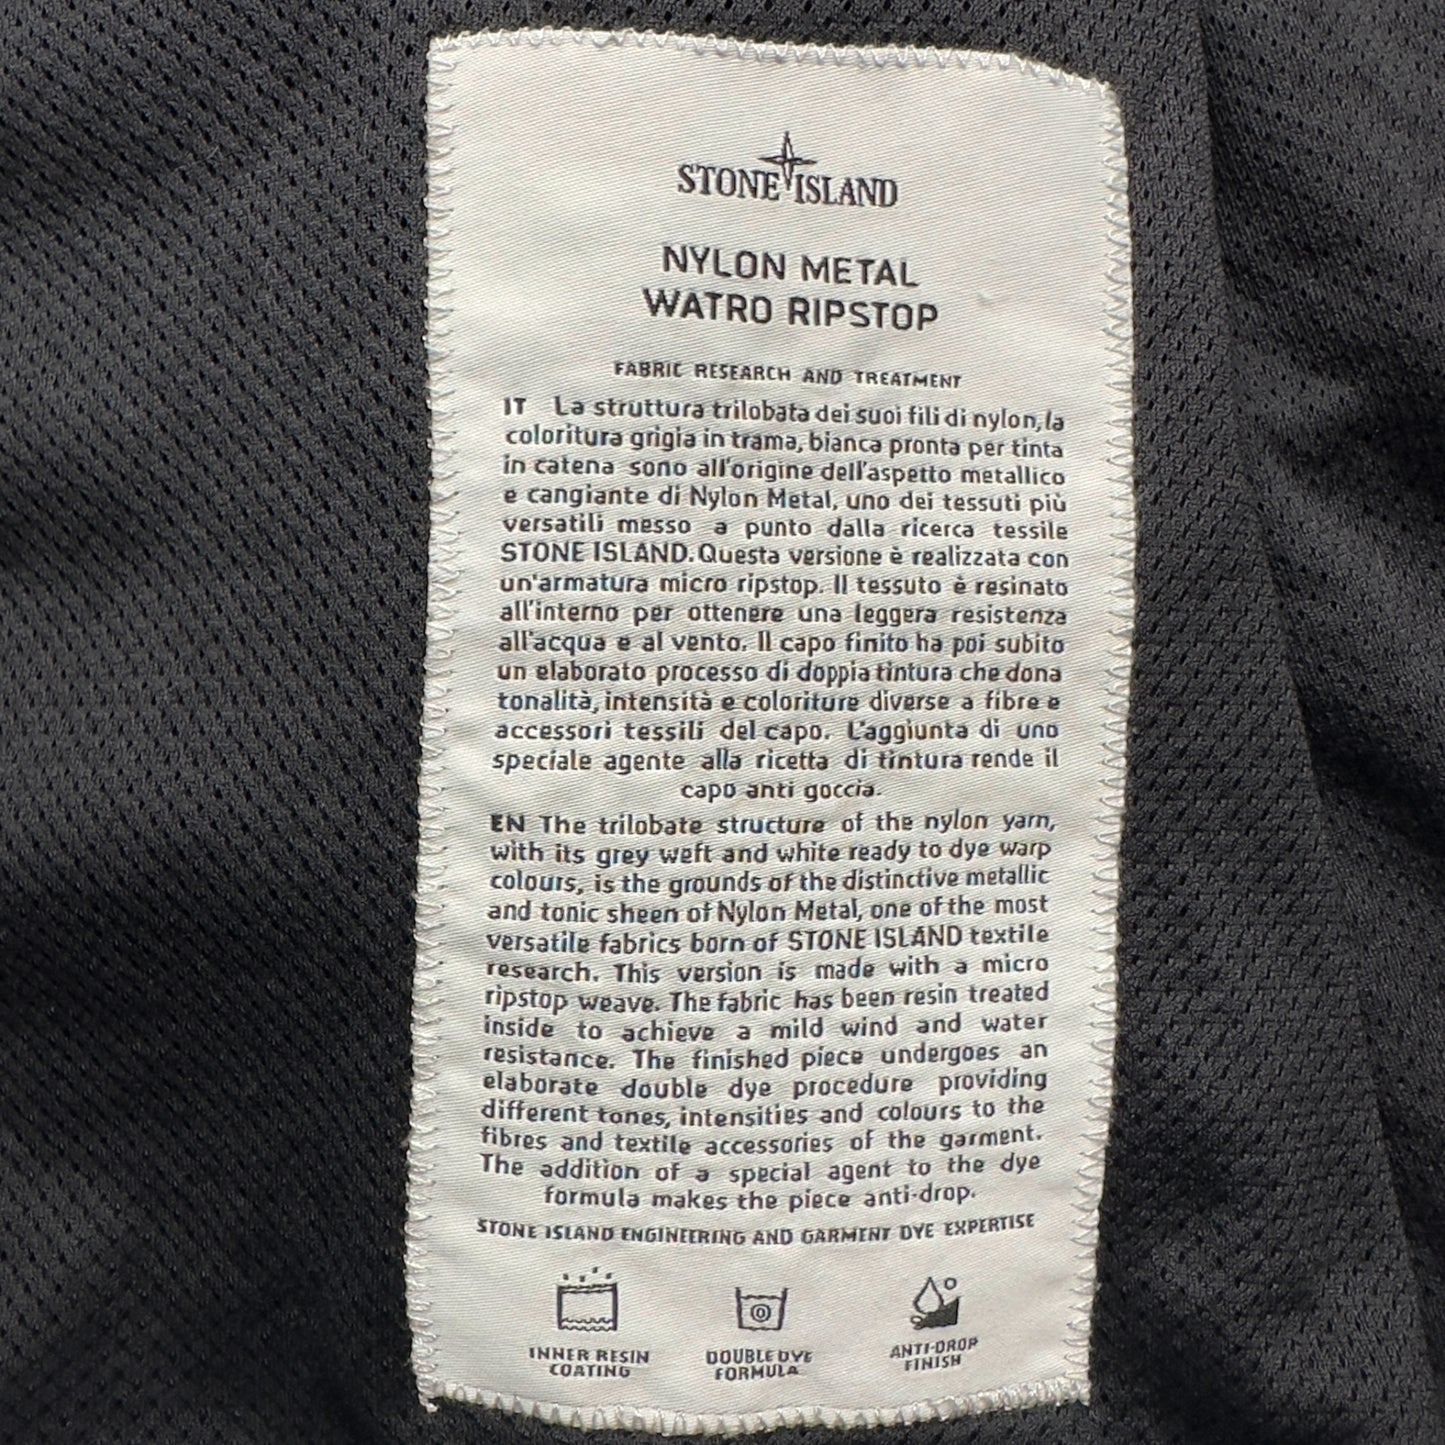 STONE ISLAND
NYLON METAL
WATRO RIPSTOP
FABRIC RESEARCH AND TREATMENT
IT La struttura trilobata dei suoi fili di nylon, la
coloritura grigia in trama, bianca pronta per tinta
in catena sono all'origine dell'aspetto metallico
e cangiante di Nylon Metal, uno dei tessuti più
versatili messo a punto dalla ricerca tessile
STONE ISLAND. Questa versione è realizzata con
un'armatura micro ripstop. Il tessuto è resinato
all'interno per ottenere una leggera resistenza
all'acqua e al vento. Il capo finito ha poi subito
un elaborato processo di doppia tintura che dona
tonalità, intensità e coloriture diverse a fibre e
accessori tessili del capo. L'aggiunta di uno
speciale agente alla ricetta di tintura rende il
capo anti goccia.
EN The trilobate structure of the nylon yarn,
with its grey weft and white ready to dye warp
colours, is the grounds of the distinctive metallic
and tonic sheen of Nylon Metal, one of the most
versatile fabrics born of STONE ISLAND textile
research. This version is made with a micro
ripstop weave. The fabric has been resin treated
inside to achieve a mild wind and water
resistance. The finished piece undergoes an
elaborate double dye procedure providing
different tones, intensities and colours to the
fibres and textile accessories of the garment.
The addition of a special agent to the dye
formula makes the piece anti-drop.
STONE ISLAND ENGINEERING AND GARMENT DYE EXPERTISE
INNER RESIN
COATING
DOUBLE DYE
FORMULA
ANTI-DROP
FINISH